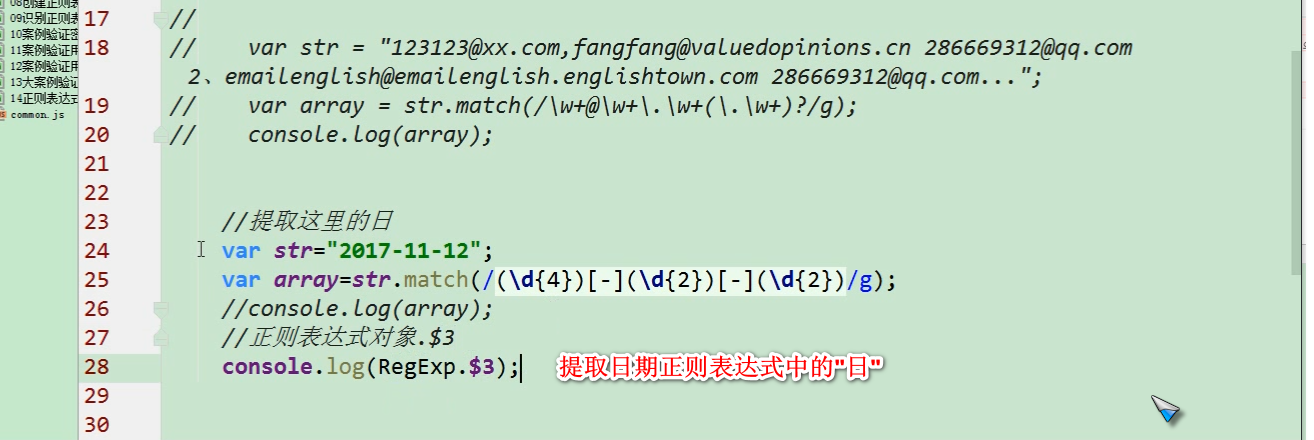 08创建正则表
09识别正则表
10案例验证密
11案例验证用
12案例验证用
13大案例验证
14正则表达式
common.js
17 //
18 //    var str = "123123@xx.com,fangfang@valuedopinions.cn 286669312@qq.com
2、emailenglish@emailenglish.englishtown.com 286669312@qq.com...";
19 //    var array = str.match(/\w+@\w+\.\w+(\.\w+)?/g);
20 //    console.log(array);
21
22
23 //提取这里的日
24 var str="2017-11-12";
25 var array=str.match(/(\d{4})[-](\d{2})[-](\d{2})/g);
26 //console.log(array);
27 //正则表达式对象.$3
28 console.log(RegExp.$3); 提取日期正则表达式中的"日"
29
30